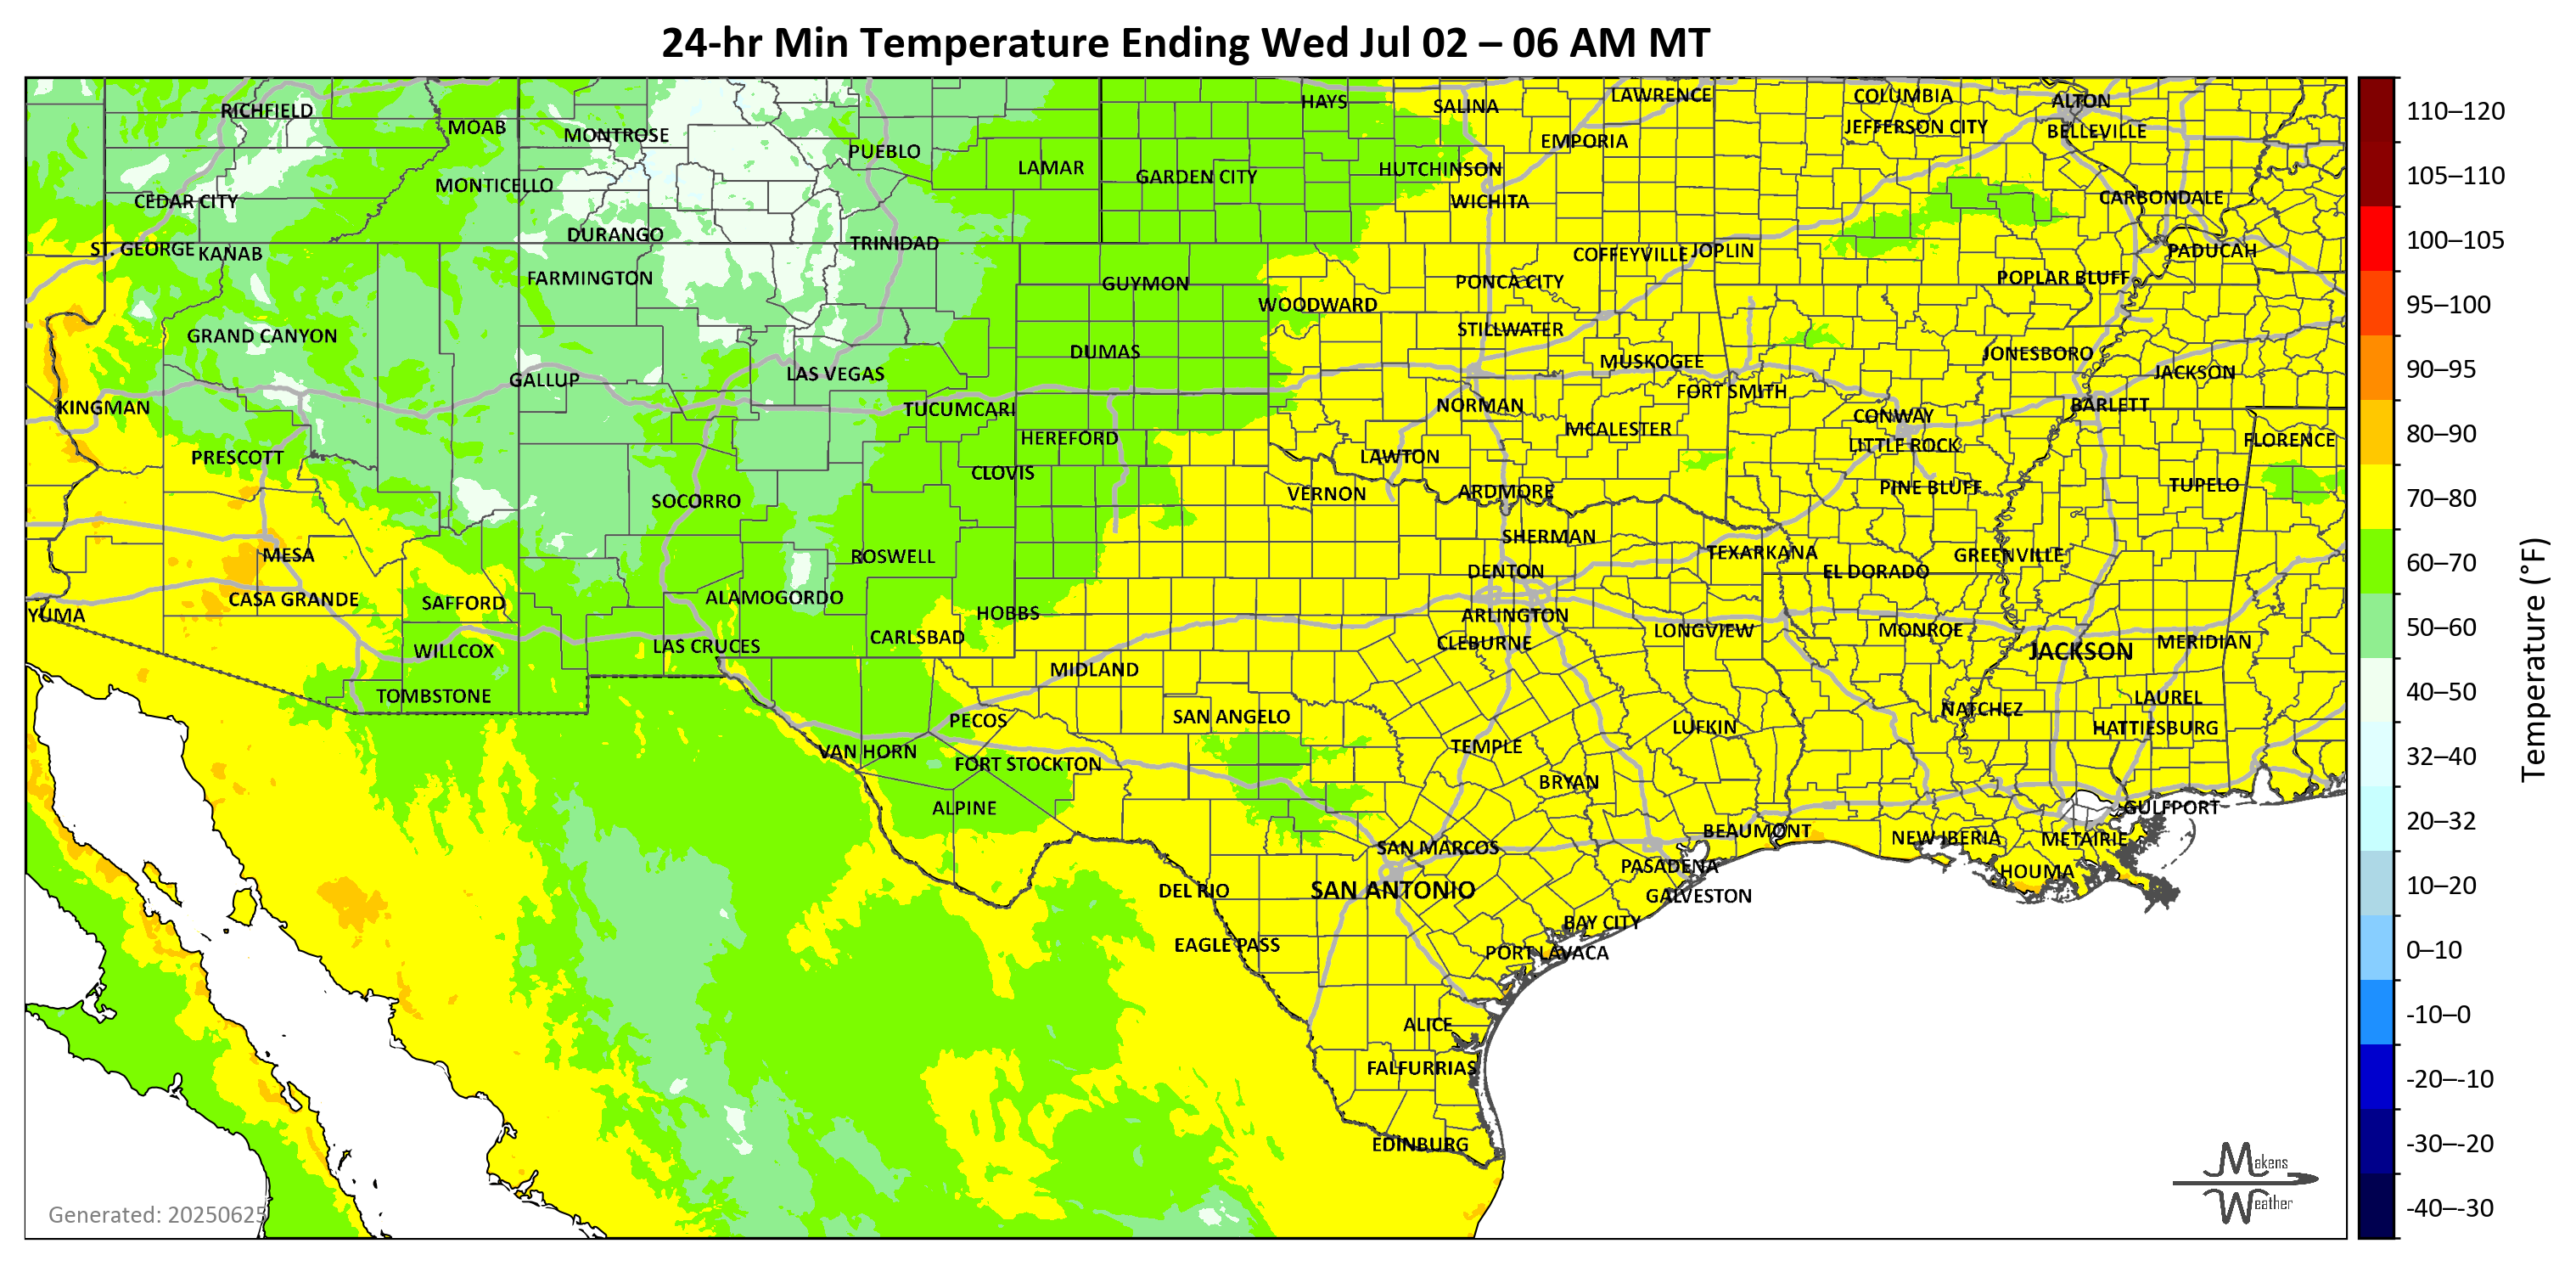 24-hr Min Temperature Ending Wed Jul 02 – 06 AM MT
RICHFIELD
MOAB
MONTROSE
PUEBLO
LAMAR
HAYS
SALINA
LAWRENCE
COLUMBIA
ALTON
JEFFERSON CITY
BELLEVILLE
EMPORIA
HUTCHINSON
GARDEN CITY
MONTICELLO
CEDAR CITY
WICHITA
CARBONDALE
DURANGO
TRINIDAD
ST. GEORGE
KANAB
COFFEYVILLE
JOPLIN
PADUCAH
FARMINGTON
GUYMON
PONCA CITY
POPLAR BLUFF
WOODWARD
GRAND CANYON
STILLWATER
DUMAS
MUSKOGEE
JONESBORO
GALLUP
LAS VEGAS
JACKSON
FORT SMITH
KINGMAN
TUCUMCARI
NORMAN
CONWAY
BARLETT
HEREFORD
MCALESTER
LITTLE ROCK
FLORENCE
PRESCOTT
LAWTON
CLOVIS
SOCORRO
VERNON
ARDMORE
PINE BLUFF
TUPELO
MESA
ROSWELL
SHERMAN
TEXARKANA
GREENVILLE
DENTON
EL DORADO
CASA GRANDE
SAFFORD
ALAMOGORDO
YUMA
HOBBS
ARLINGTON
WILLCOX
LAS CRUCES
CARLSBAD
CLEBURNE
LONGVIEW
MONROE
JACKSON
MERIDIAN
MIDLAND
TOMBSTONE
PECOS
SAN ANGELO
LAUREL
NATCHEZ
VAN HORN
FORT STOCKTON
TEMPLE
LUFKIN
HATTIESBURG
BRYAN
ALPINE
GULFPORT
BEAUMONT
NEW IBERIA
METAIRIE
SAN MARCOS
PASADENA
HOUMA
DEL RIO
SAN ANTONIO
GALVESTON
BAY CITY
EAGLE PASS
PORT LAVACA
ALICE
FALFURRIAS
EDINBURG
Generated: 20250625
Makens
Weather
110–120
105–110
100–105
95–100
90–95
80–90
70–80
60–70
50–60
40–50
32–40
20–32
10–20
0–10
-10–0
-20–-10
-30–-20
-40–-30
Temperature (°F)